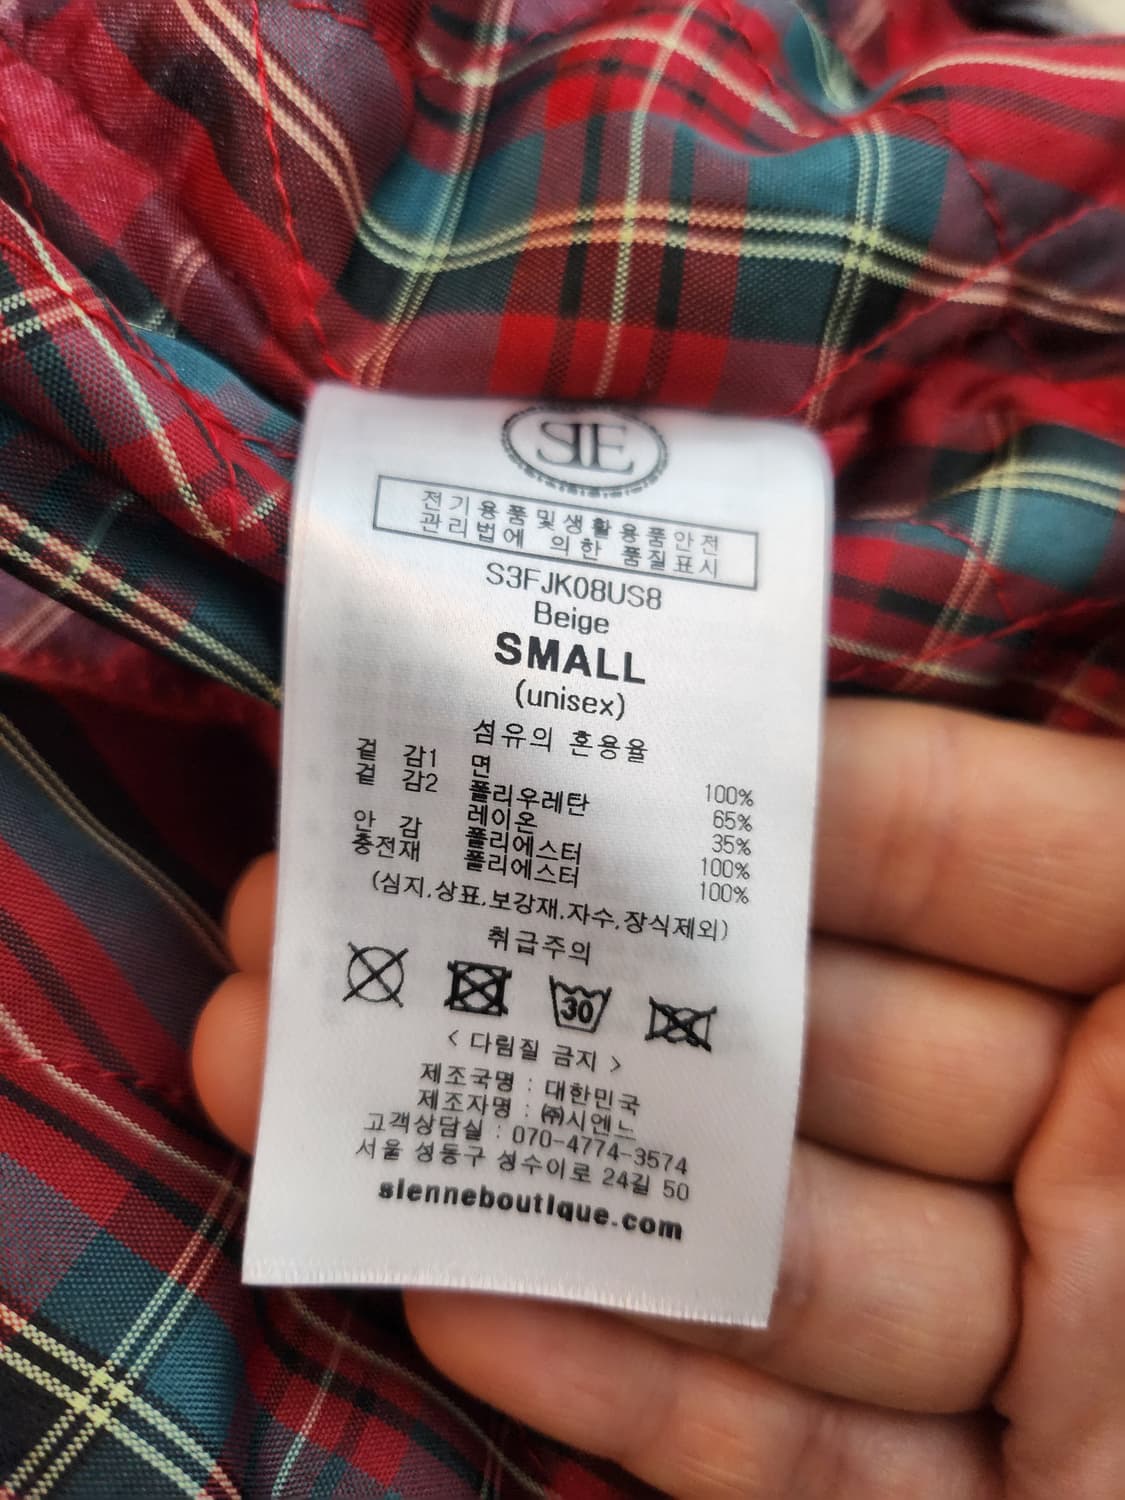 SIE
전기용품및생활용품안전
관리법에 의한 품질표시
S3FJK08US8
Beige
SMALL
(unisex)
섬유의 혼용율
겉 감1 면 100%
겉 감2 폴리우레탄 65%
레이온 35%
안 감 폴리에스터 100%
충전재 폴리에스터 100%
(심지,상표,보강재,자수,장식제외)
취급주의
30
< 다림질 금지 >
제조국명 : 대한민국
제조자명 : ㈜시엔느
고객상담실 : 070-4774-3574
서울 성동구 성수이로 24길 50
sienneboutique.com